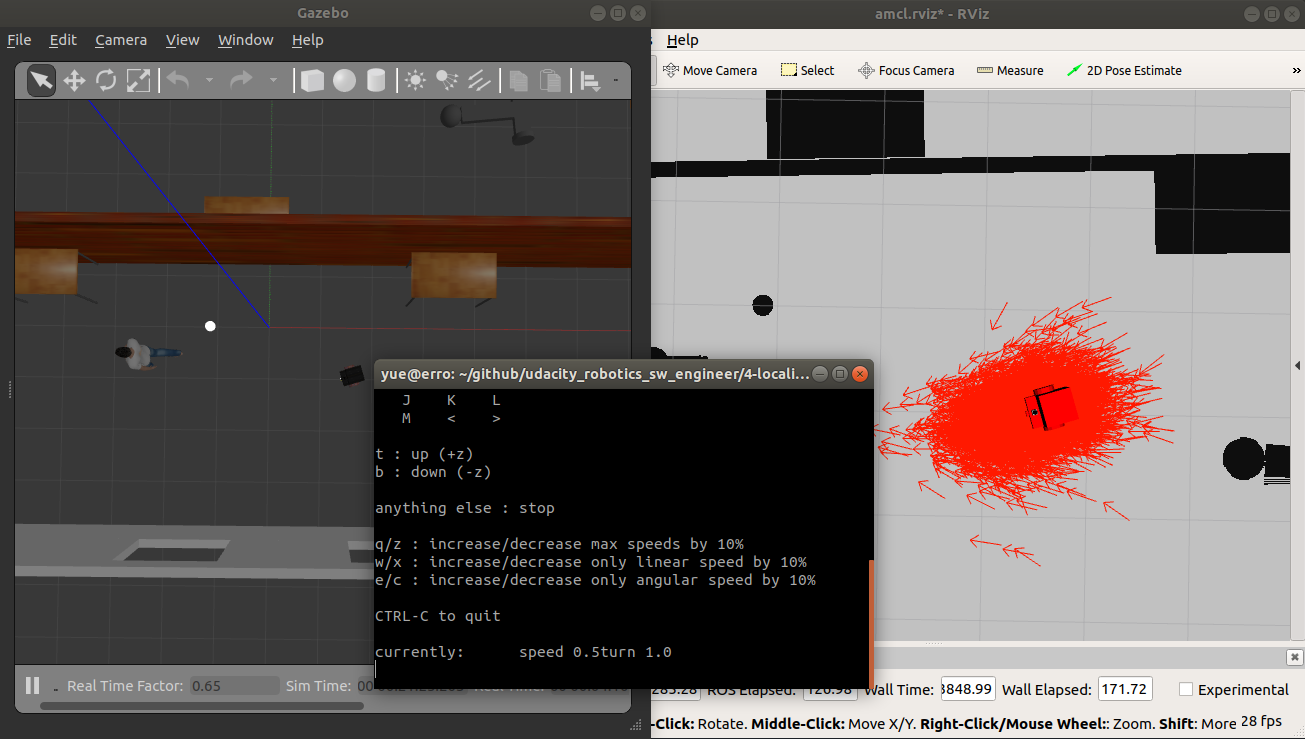 Gazebo
File Edit Camera View Window Help
Real Time Factor: 0.65 Sim Time:
amcl.rviz* - RViz
Help
Move Camera Select Focus Camera Measure 2D Pose Estimate »
yue@erro: ~/github/udacity_robotics_sw_engineer/4-locali...
J K L
M < >
t : up (+z)
b : down (-z)
anything else : stop
q/z : increase/decrease max speeds by 10%
w/x : increase/decrease only linear speed by 10%
e/c : increase/decrease only angular speed by 10%
CTRL-C to quit
currently: speed 0.5turn 1.0
ROS Elapsed: 120.98 Wall Time: 3848.99 Wall Elapsed: 171.72 Experimental
-Click: Rotate. Middle-Click: Move X/Y. Right-Click/Mouse Wheel:: Zoom. Shift: More 28 fps